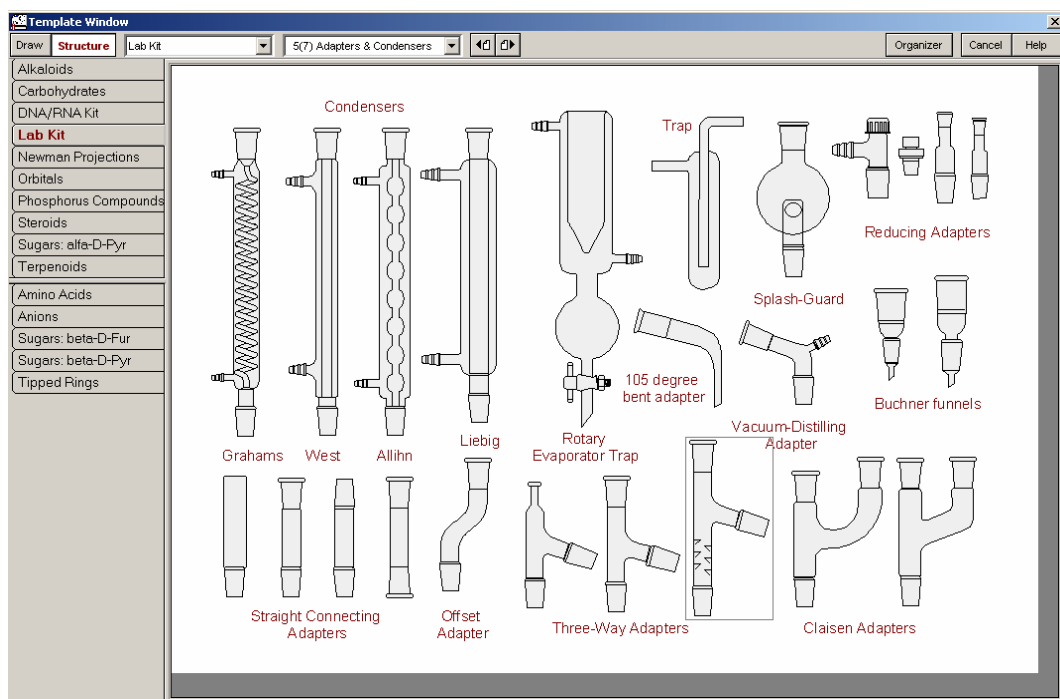 Template Window
Draw Structure Lab Kit 5(7) Adapters & Condensers Organizer Cancel Help
Alkaloids
Carbohydrates
DNA/RNA Kit
Lab Kit
Newman Projections
Orbitals
Phosphorus Compounds
Steroids
Sugars: alfa-D-Pyr
Terpenoids
Amino Acids
Anions
Sugars: beta-D-Fur
Sugars: beta-D-Pyr
Tipped Rings
Condensers
Trap
Reducing Adapters
Splash-Guard
105 degree
bent adapter
Buchner funnels
Vacuum-Distilling
Adapter
Grahams West Allihn Liebig
Rotary
Evaporator Trap
Straight Connecting
Adapters
Offset
Adapter
Three-Way Adapters
Claisen Adapters